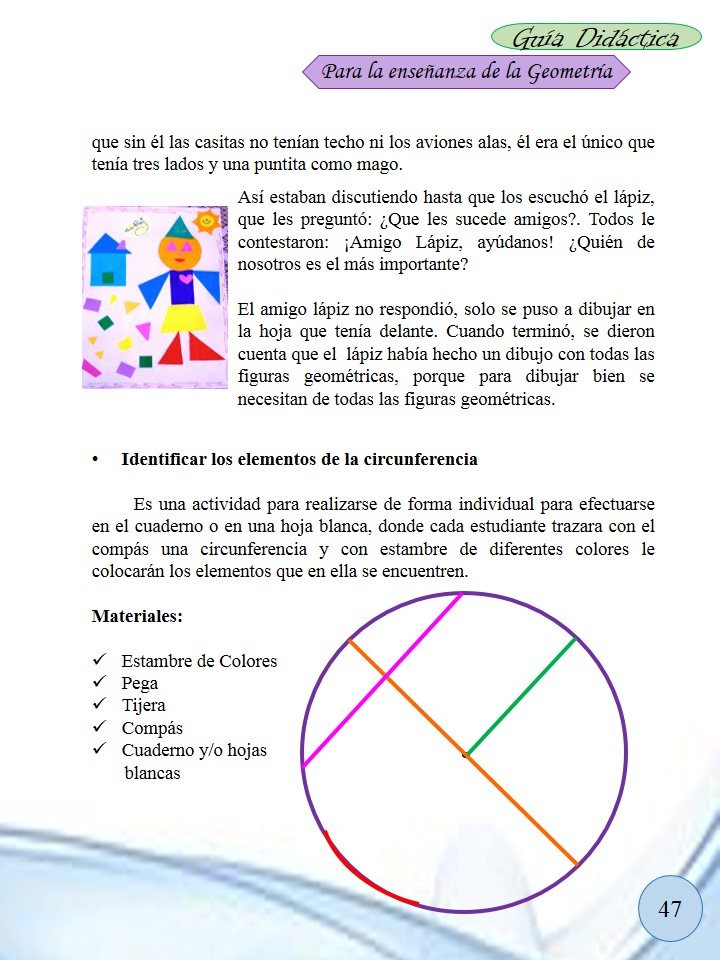 Guía Didáctica
Para la enseñanza de la Geometría
que sin él las casitas no tenían techo ni los aviones alas, él era el único que
tenía tres lados y una puntita como mago.
Así estaban discutiendo hasta que los escuchó el lápiz,
que les preguntó: ¿Que les sucede amigos?. Todos le
contestaron: ¡Amigo Lápiz, ayúdanos! ¿Quién de
nosotros es el más importante?
El amigo lápiz no respondió, solo se puso a dibujar en
la hoja que tenía delante. Cuando terminó, se dieron
cuenta que el lápiz había hecho un dibujo con todas las
figuras geométricas, porque para dibujar bien se
necesitan de todas las figuras geométricas.
• Identificar los elementos de la circunferencia
Es una actividad para realizarse de forma individual para efectuarse
en el cuaderno o en una hoja blanca, donde cada estudiante trazara con el
compás una circunferencia y con estambre de diferentes colores le
colocarán los elementos que en ella se encuentren.
Materiales:
✓ Estambre de Colores
✓ Pega
✓ Tijera
✓ Compás
✓ Cuaderno y/o hojas
blancas
47